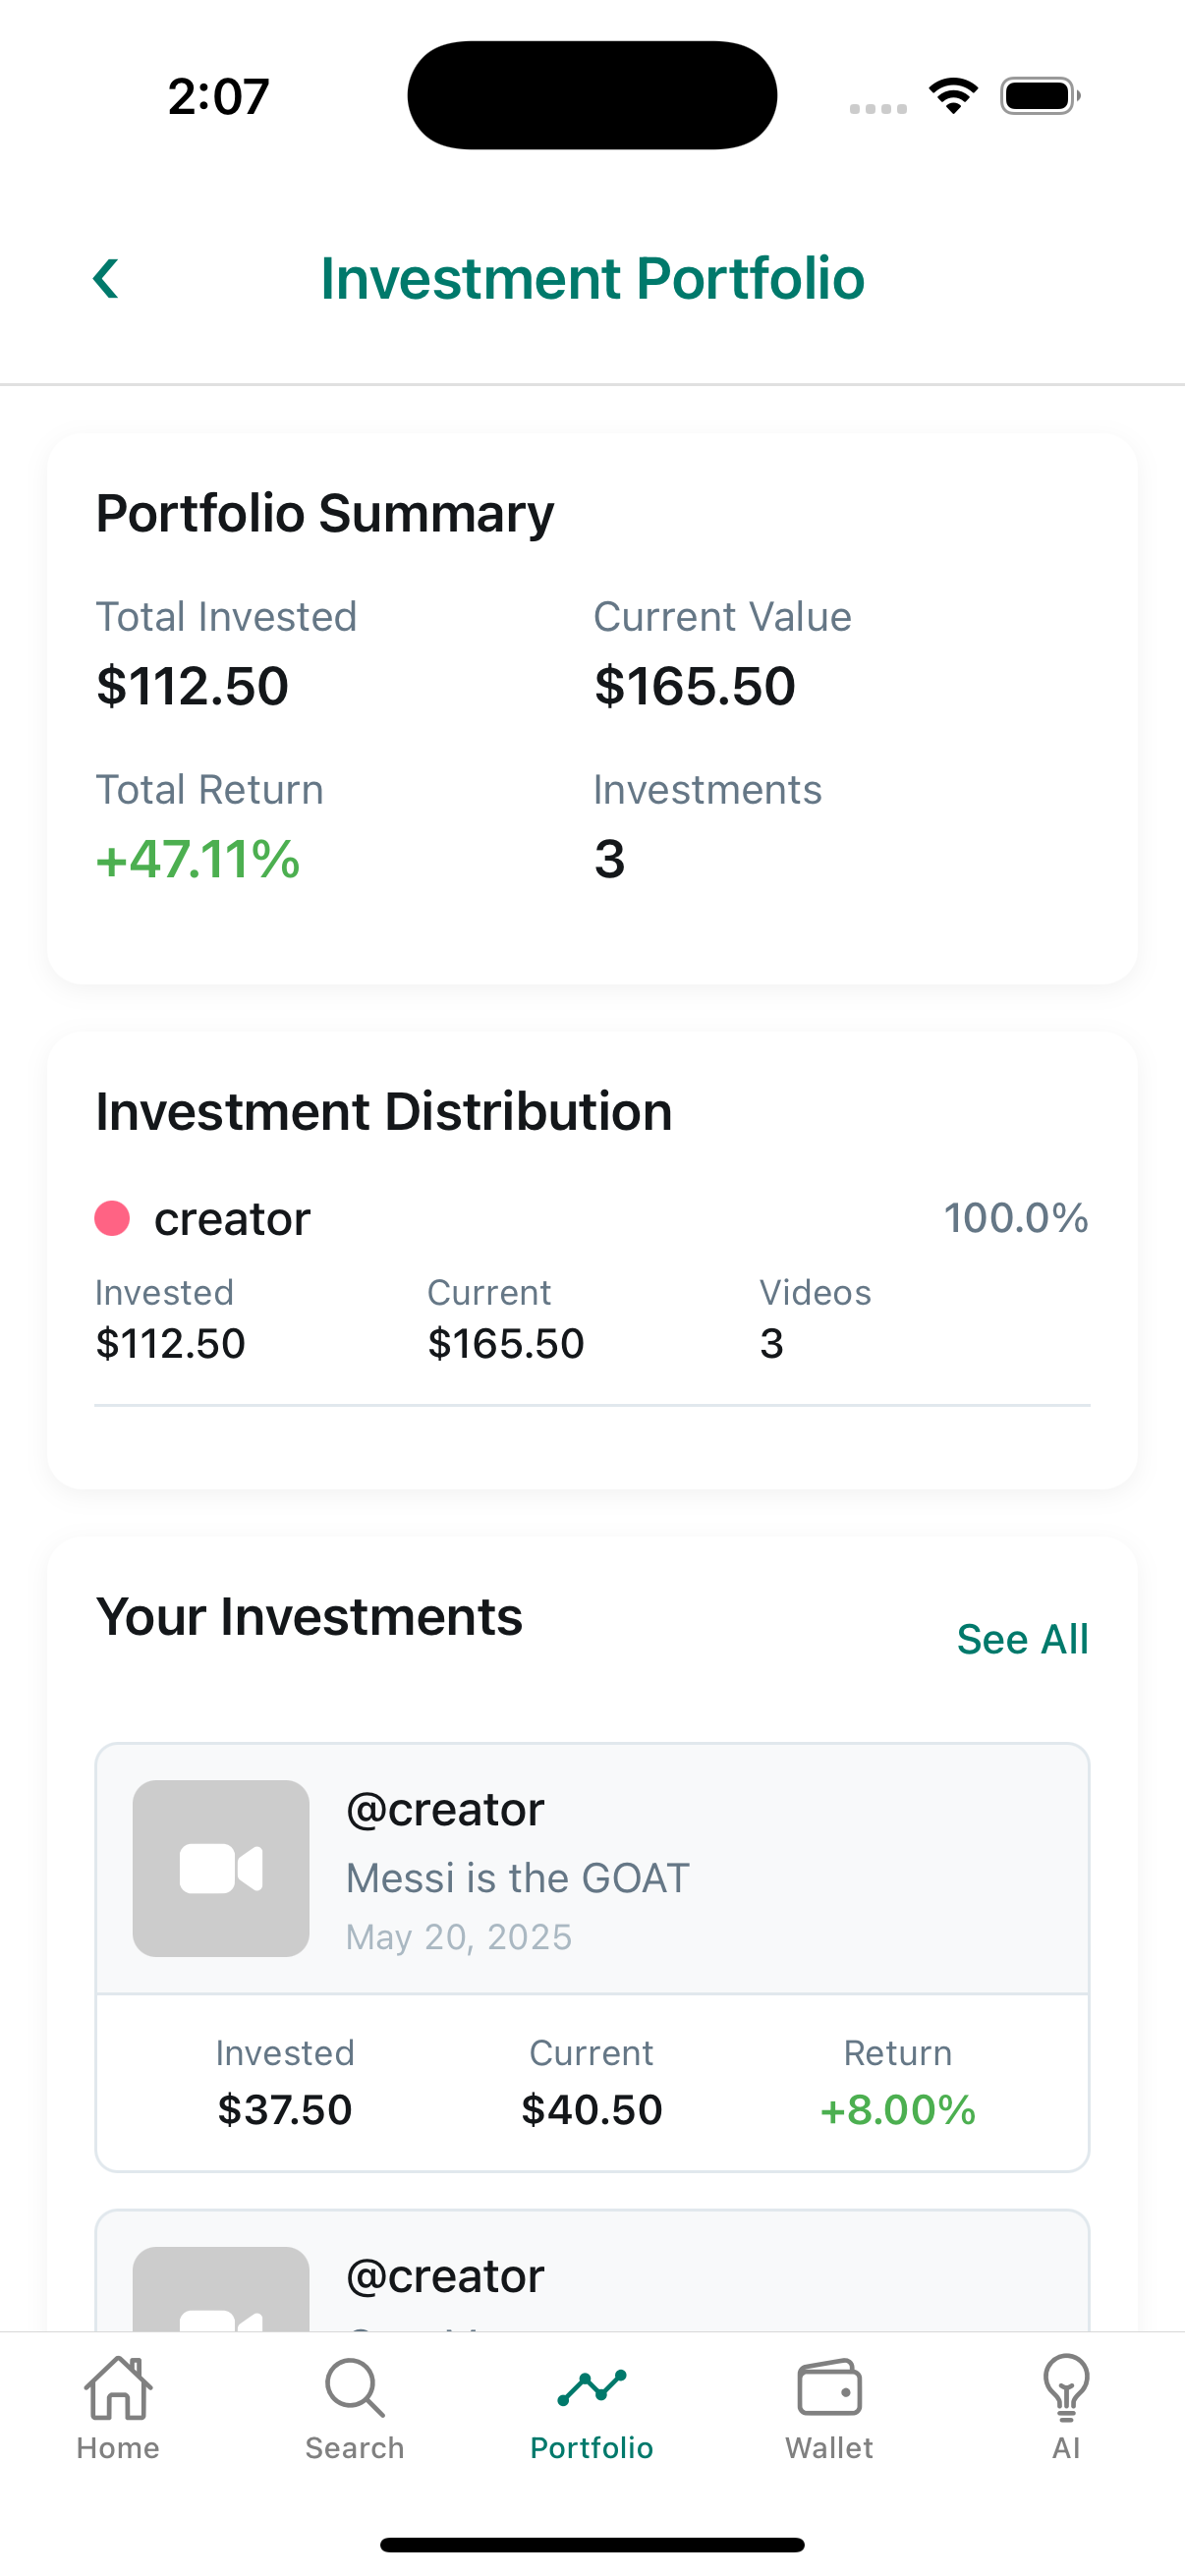 2:07
Investment Portfolio
Portfolio Summary
Total Invested
Current Value
$112.50
$165.50
Total Return
Investments
+47.11%
3
Investment Distribution
creator
100.0%
Invested
Current
Videos
$112.50
$165.50
3
Your Investments
See All
@creator
Messi is the GOAT
May 20, 2025
Invested
Current
Return
$37.50
$40.50
+8.00%
@creator
Home
Search
Portfolio
Wallet
AI